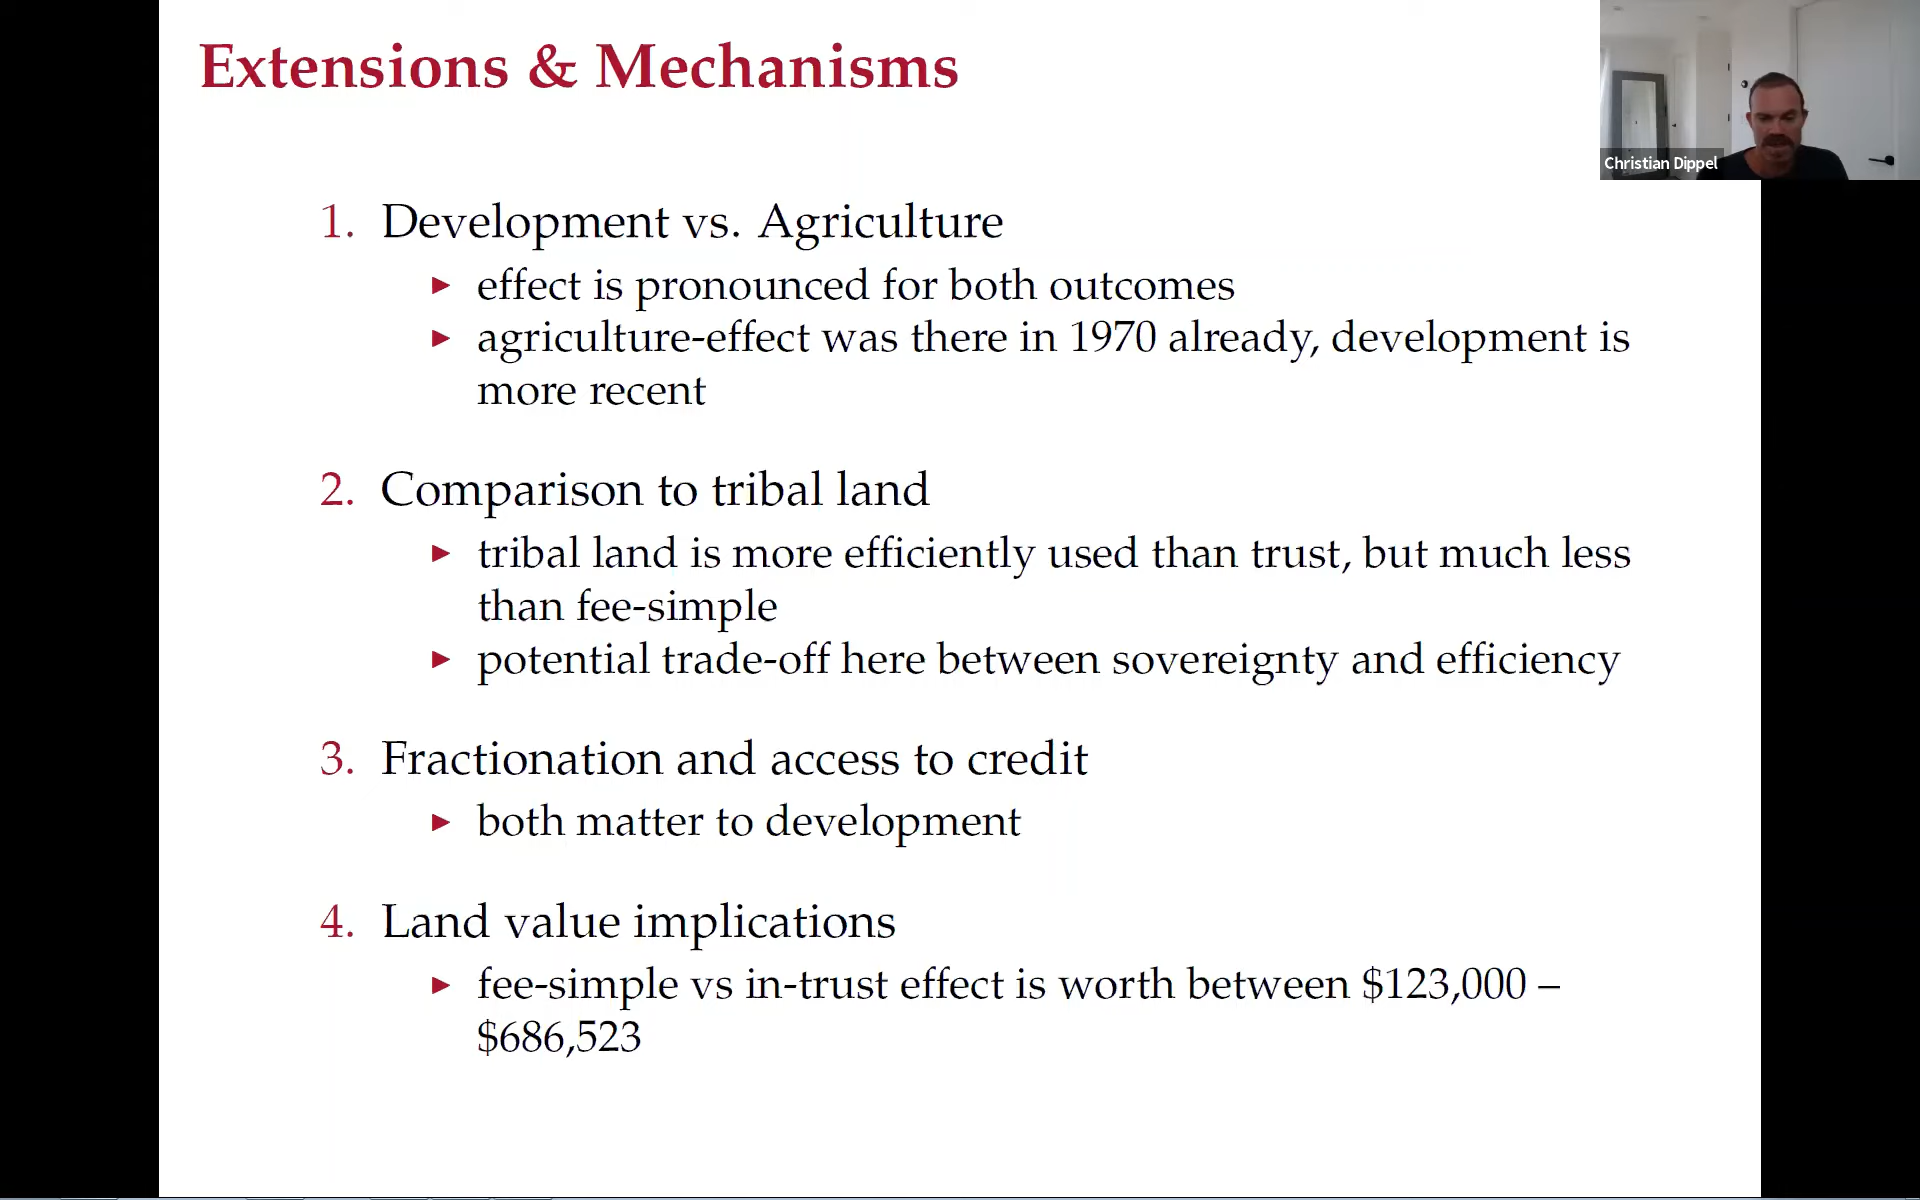 Extensions & Mechanisms
Christian Dippel
1. Development vs. Agriculture
▶ effect is pronounced for both outcomes
▶ agriculture-effect was there in 1970 already, development is
more recent
2. Comparison to tribal land
▶ tribal land is more efficiently used than trust, but much less
than fee-simple
▶ potential trade-off here between sovereignty and efficiency
3. Fractionation and access to credit
▶ both matter to development
4. Land value implications
▶ fee-simple vs in-trust effect is worth between $123,000 –
$686,523